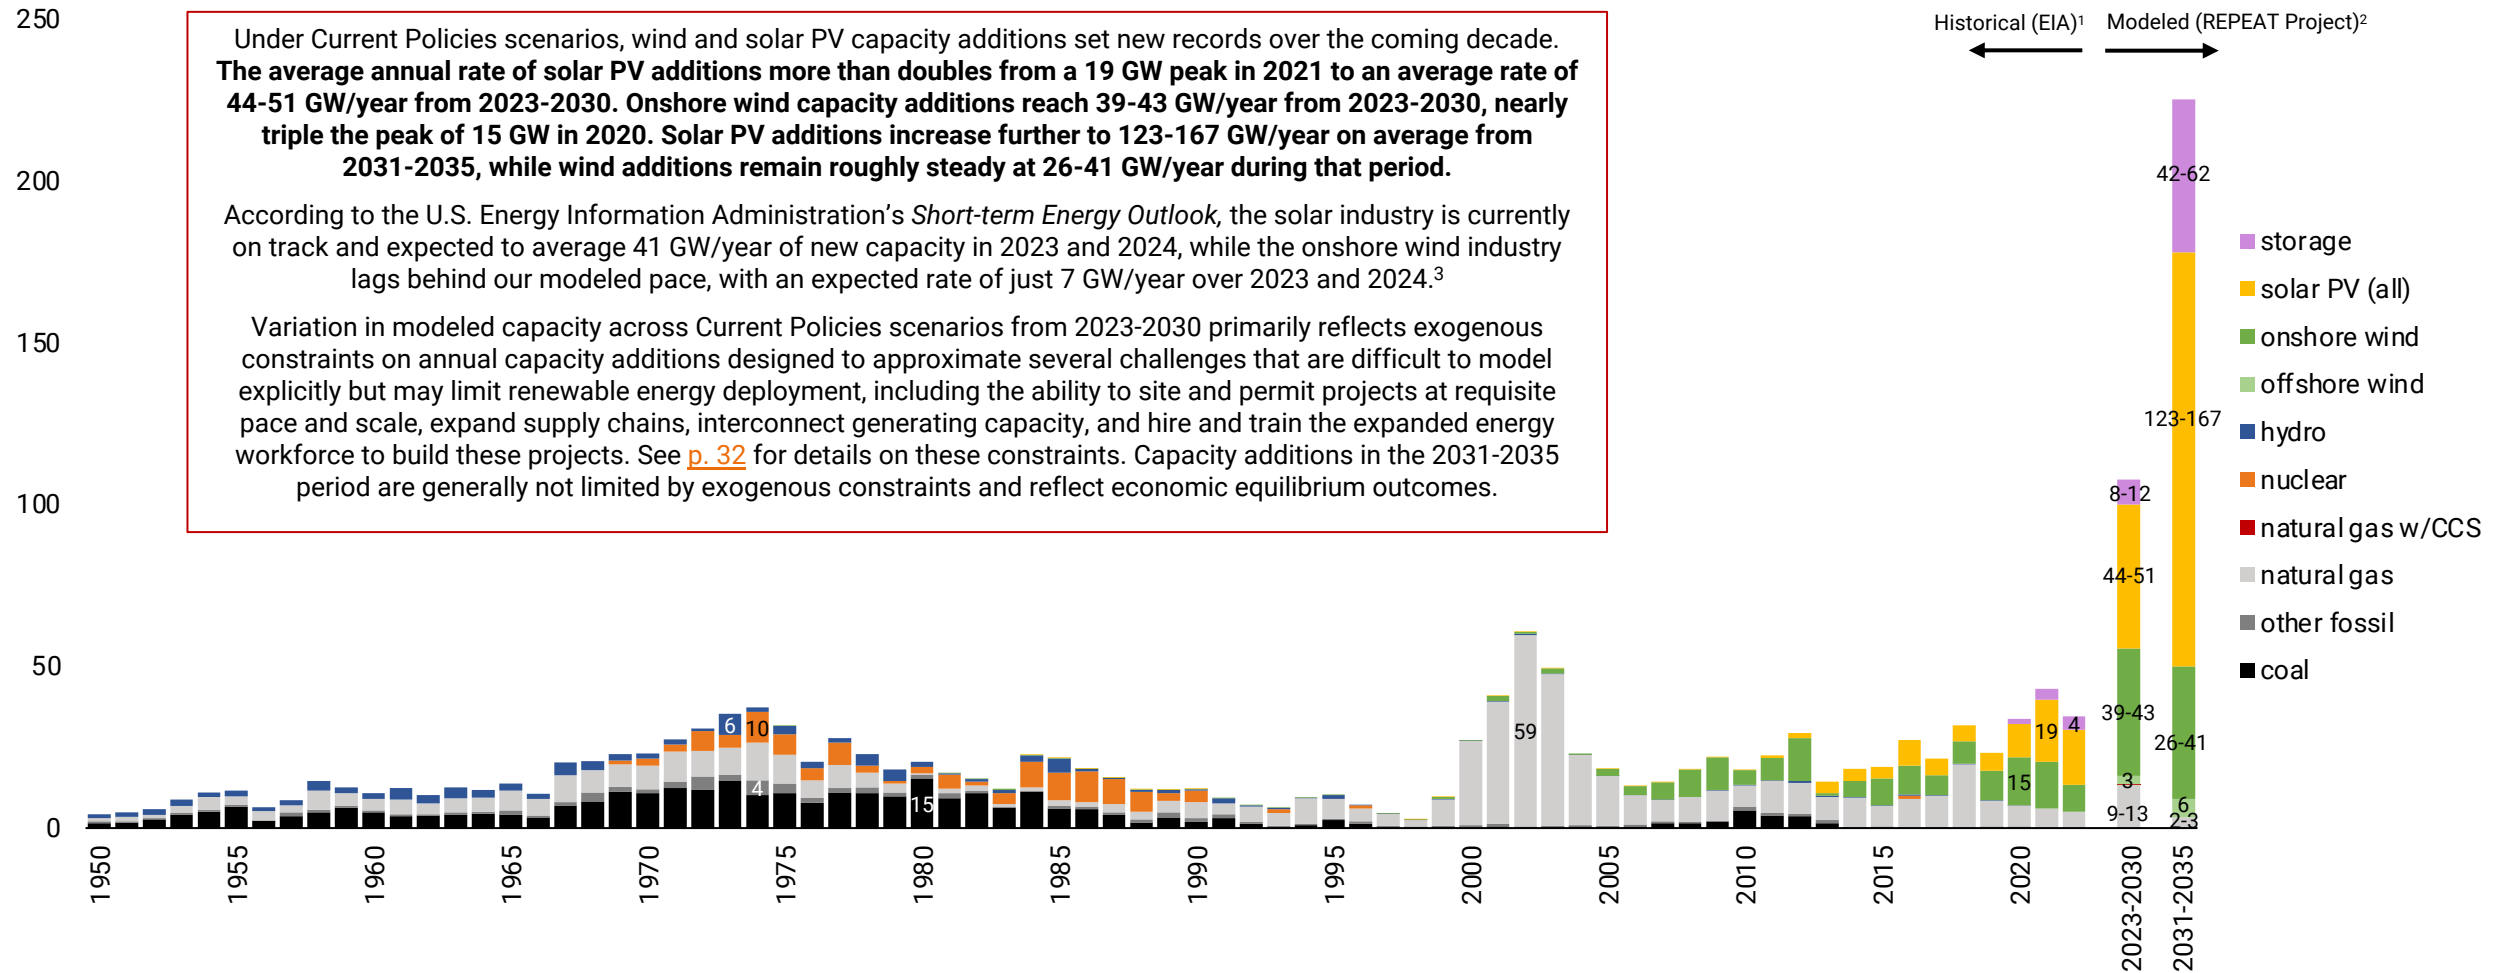 250
200
150
100
50
0
Under Current Policies scenarios, wind and solar PV capacity additions set new records over the coming decade.
The average annual rate of solar PV additions more than doubles from a 19 GW peak in 2021 to an average rate of
44-51 GW/year from 2023-2030. Onshore wind capacity additions reach 39-43 GW/year from 2023-2030, nearly
triple the peak of 15 GW in 2020. Solar PV additions increase further to 123-167 GW/year on average from
2031-2035, while wind additions remain roughly steady at 26-41 GW/year during that period.
According to the U.S. Energy Information Administration’s Short-term Energy Outlook, the solar industry is currently
on track and expected to average 41 GW/year of new capacity in 2023 and 2024, while the onshore wind industry
lags behind our modeled pace, with an expected rate of just 7 GW/year over 2023 and 2024.3
Variation in modeled capacity across Current Policies scenarios from 2023-2030 primarily reflects exogenous
constraints on annual capacity additions designed to approximate several challenges that are difficult to model
explicitly but may limit renewable energy deployment, including the ability to site and permit projects at requisite
pace and scale, expand supply chains, interconnect generating capacity, and hire and train the expanded energy
workforce to build these projects. See p. 32 for details on these constraints. Capacity additions in the 2031-2035
period are generally not limited by exogenous constraints and reflect economic equilibrium outcomes.
Historical (EIA)1
Modeled (REPEAT Project)2
6
10
4
15
59
15
19
4
8-12
44-51
39-43
3
9-13
42-62
123-167
26-41
6
2-3
storage
solar PV (all)
onshore wind
offshore wind
hydro
nuclear
natural gas w/CCS
natural gas
other fossil
coal
1950
1955
1960
1965
1970
1975
1980
1985
1990
1995
2000
2005
2010
2015
2020
2023-2030
2031-2035